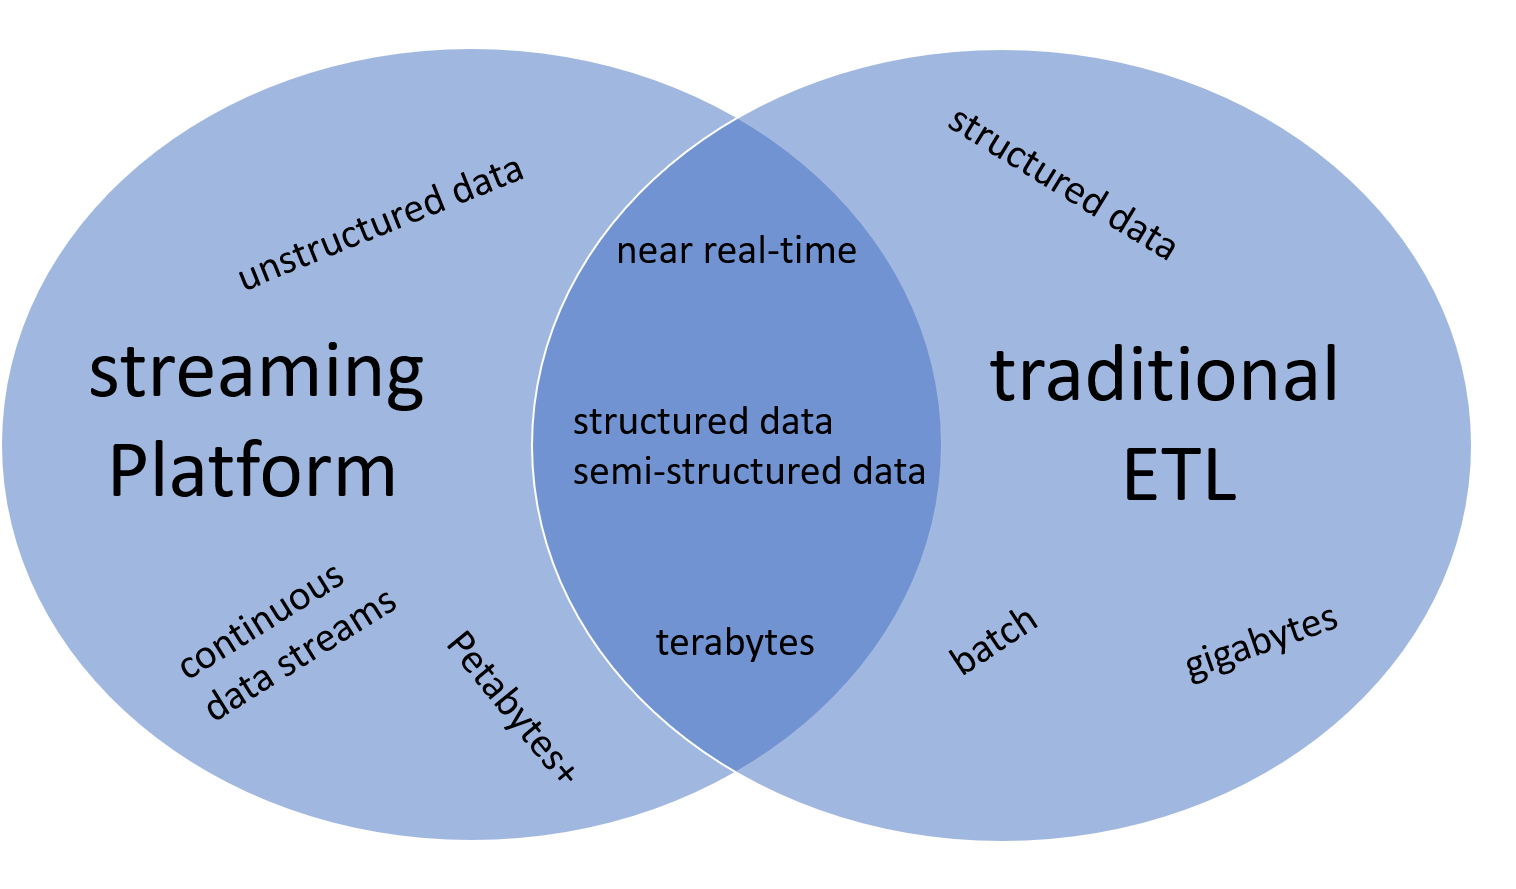 unstructured data
streaming
Platform
continuous
data streams
Petabytes+
near real-time
structured data
semi-structured data
terabytes
structured data
traditional
ETL
batch
gigabytes